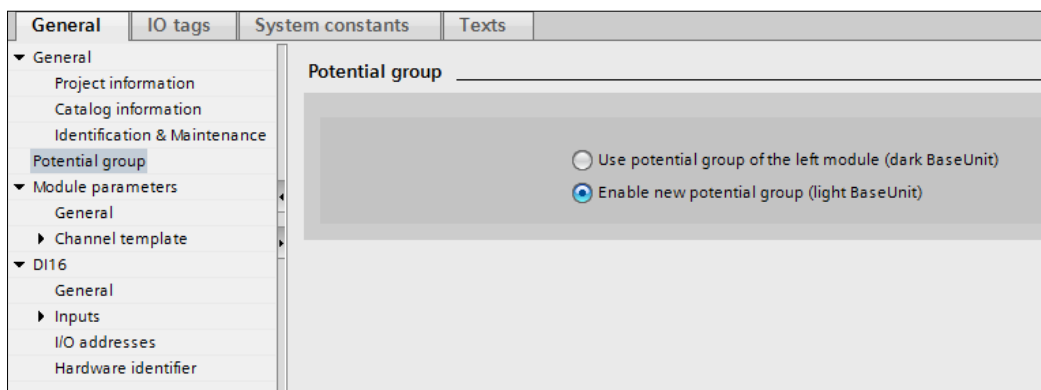 General
IO tags
System constants
Texts
General
Project information
Catalog information
Identification & Maintenance
Potential group
Module parameters
General
Channel template
DI16
General
Inputs
I/O addresses
Hardware identifier
Potential group
Use potential group of the left module (dark BaseUnit)
Enable new potential group (light BaseUnit)